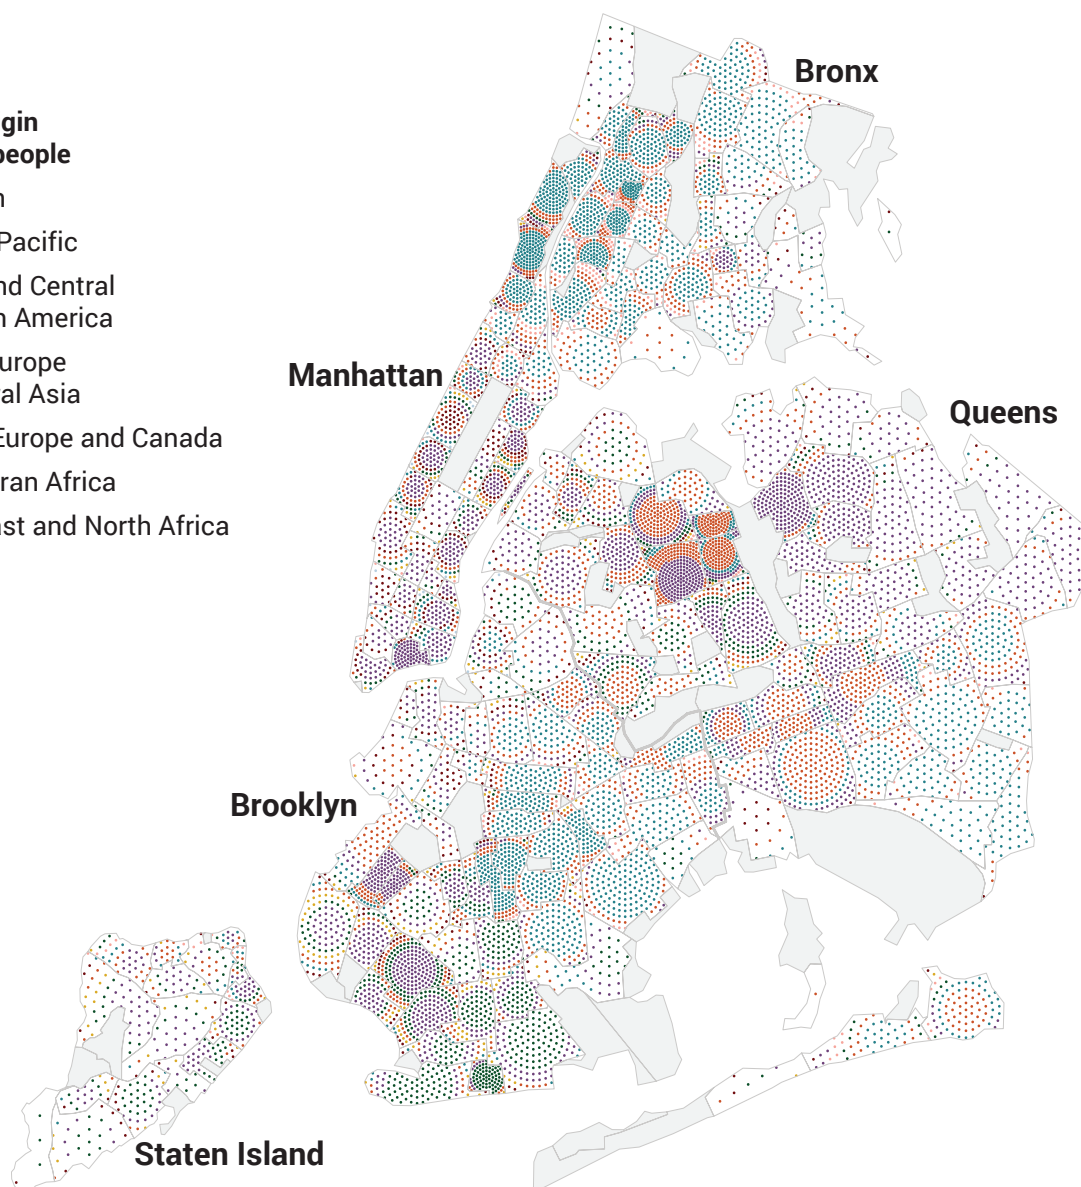 gin
people
n
Pacific
nd Central
n America
urope
al Asia
Europe and Canada
ran Africa
ast and North Africa
Bronx
Manhattan
Queens
Brooklyn
Staten Island